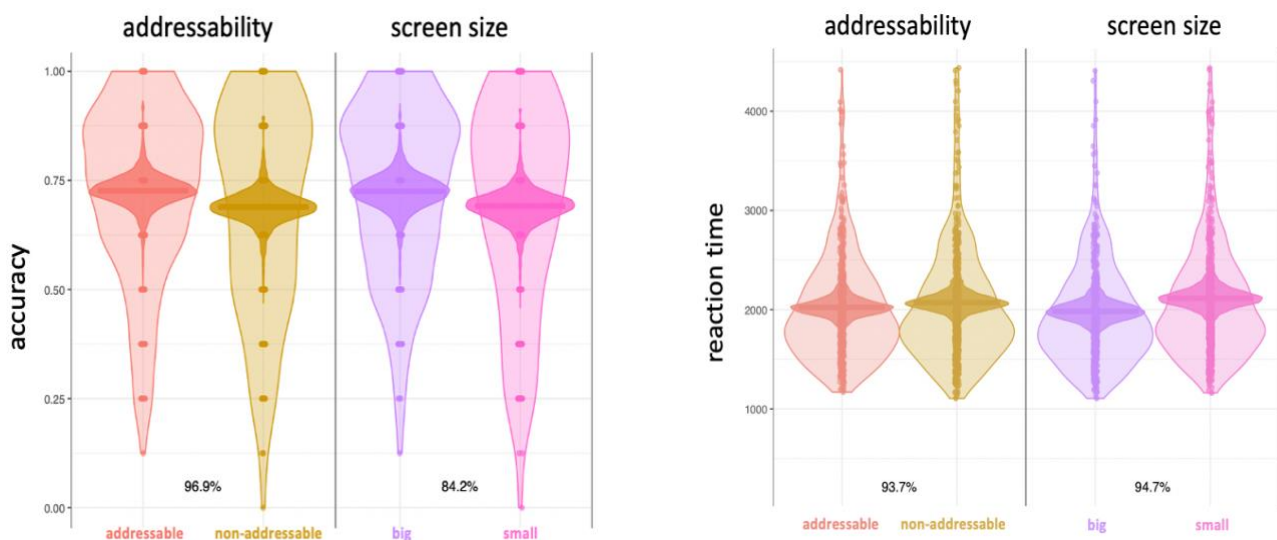 addressability screen size
1.00
0.75
0.50
0.25
0.00
accuracy
96.9% 84.2%
addressable non-addressable big small
addressability screen size
4000
3000
2000
1000
reaction time
93.7% 94.7%
addressable non-addressable big small